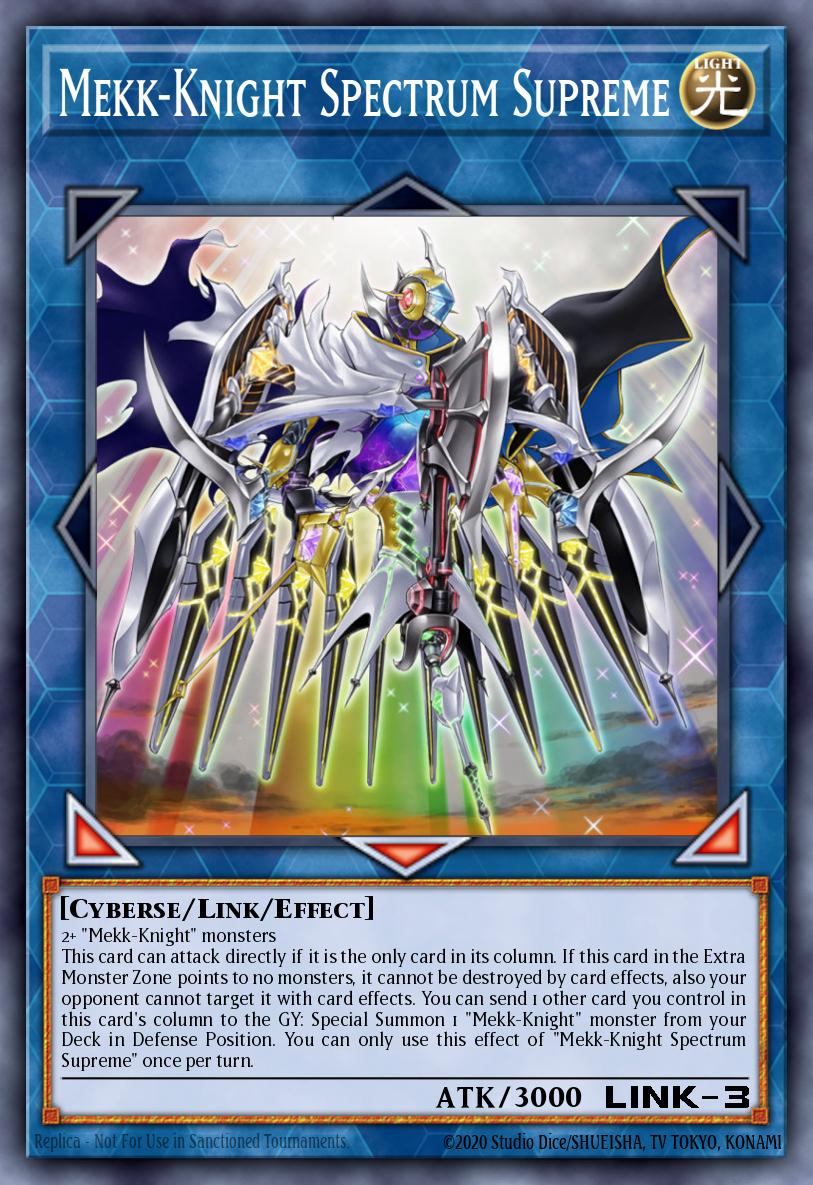 Mekk-Knight Spectrum Supreme
LIGHT
光
[Cyberse/Link/Effect]
2+ "Mekk-Knight" monsters
This card can attack directly if it is the only card in its column. If this card in the Extra
Monster Zone points to no monsters, it cannot be destroyed by card effects, also your
opponent cannot target it with card effects. You can send 1 other card you control in
this card's column to the GY: Special Summon 1 "Mekk-Knight" monster from your
Deck in Defense Position. You can only use this effect of "Mekk-Knight Spectrum
Supreme" once per turn.
ATK/3000 LINK-3
Replica - Not For Use in Sanctioned Tournaments.
©2020 Studio Dice/SHUEISHA, TV TOKYO, KONAMI